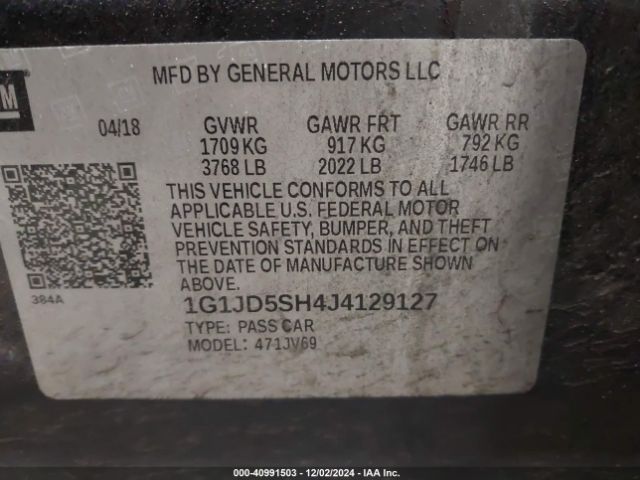 GM
MFD BY GENERAL MOTORS LLC
04/18 GVWR GAWR FRT GAWR RR
1709 KG 917 KG 792 KG
3768 LB 2022 LB 1746 LB
THIS VEHICLE CONFORMS TO ALL
APPLICABLE U.S. FEDERAL MOTOR
VEHICLE SAFETY, BUMPER, AND THEFT
PREVENTION STANDARDS IN EFFECT ON
THE DATE OF MANUFACTURE SHOWN
ABOVE.
384A
1G1JD5SH4J4129127
TYPE: PASS CAR
MODEL: 471JV69
000-40991503 - 12/02/2024 - IAA Inc.